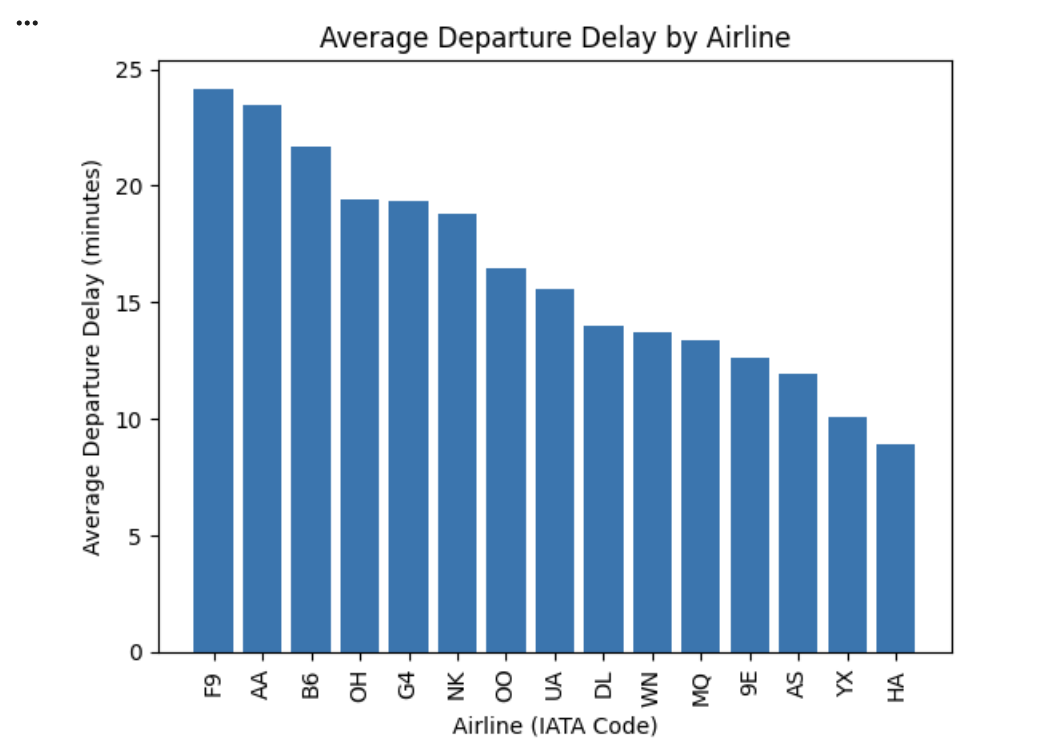 ...
Average Departure Delay by Airline
Average Departure Delay (minutes)
25
20
15
10
5
0
F9 AA B6 OH G4 NK OO UA DL WN MQ 9E AS YX HA
Airline (IATA Code)